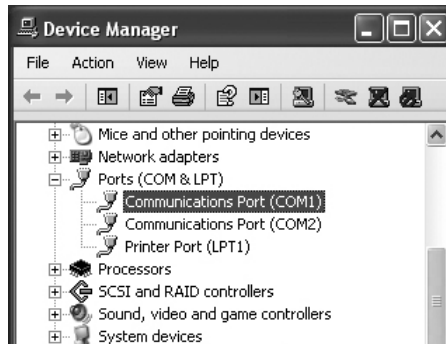 Device Manager
File Action View Help
Mice and other pointing devices
Network adapters
Ports (COM & LPT)
Communications Port (COM1)
Communications Port (COM2)
Printer Port (LPT1)
Processors
SCSI and RAID controllers
Sound, video and game controllers
System devices